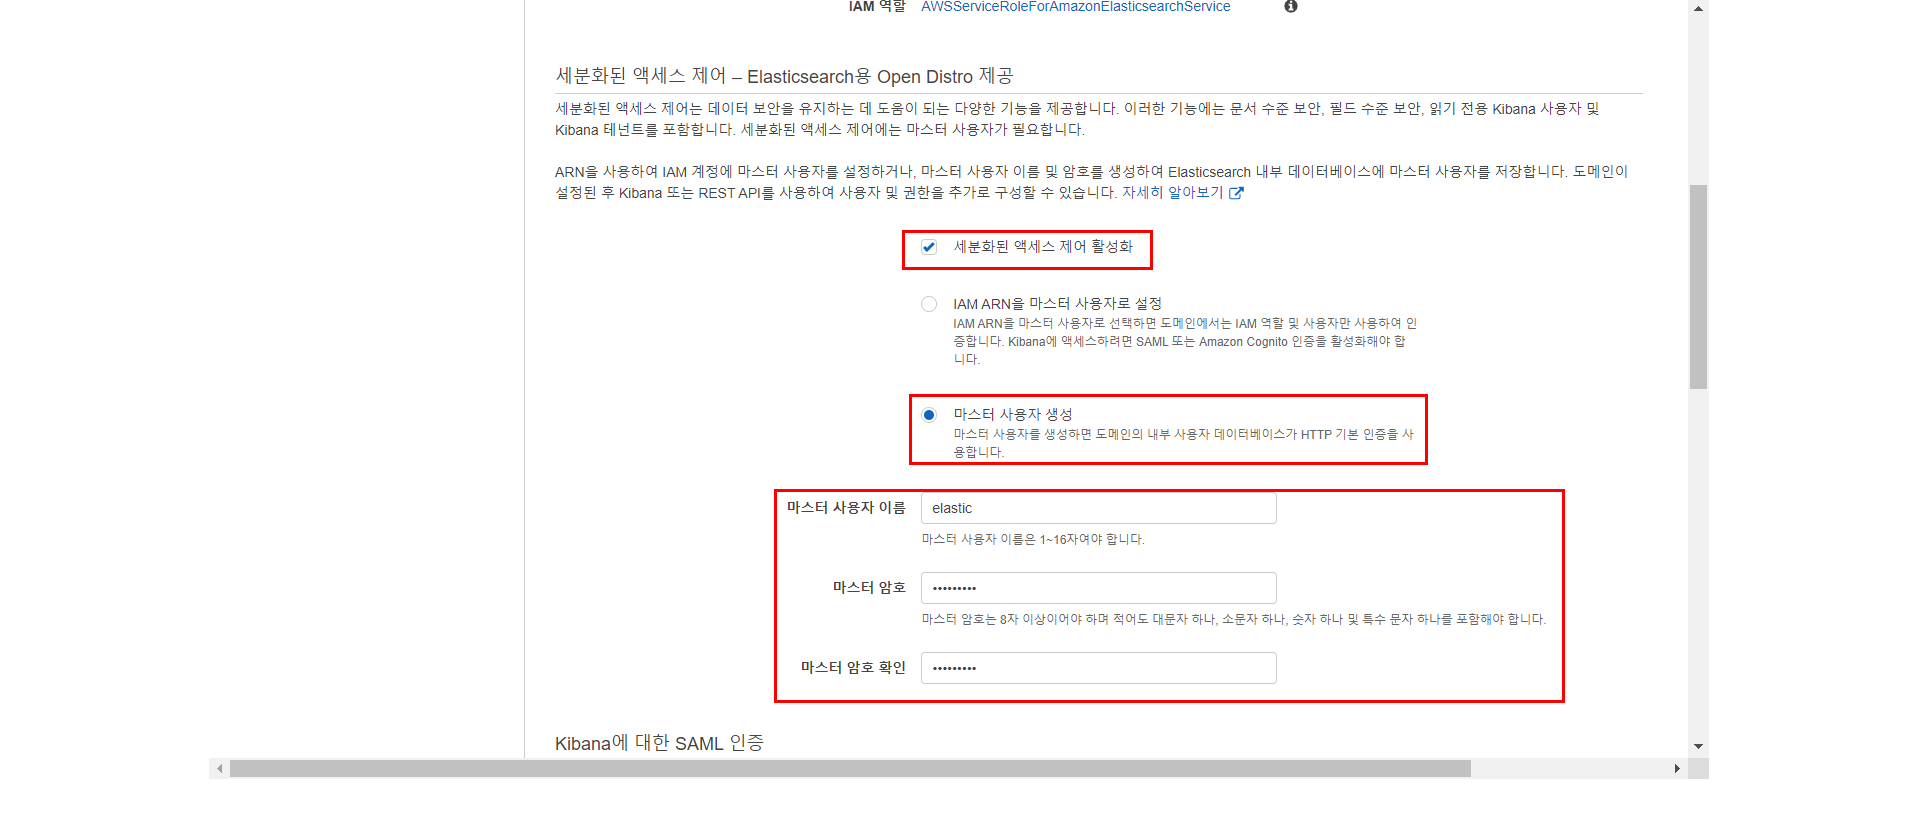 IAM 역할 AWSServiceRoleForAmazonElasticsearchService
세분화된 액세스 제어 – Elasticsearch용 Open Distro 제공
세분화된 액세스 제어는 데이터 보안을 유지하는 데 도움이 되는 다양한 기능을 제공합니다. 이러한 기능에는 문서 수준 보안, 필드 수준 보안, 읽기 전용 Kibana 사용자 및
Kibana 테넌트를 포함합니다. 세분화된 액세스 제어에는 마스터 사용자가 필요합니다.
ARN을 사용하여 IAM 계정에 마스터 사용자를 설정하거나, 마스터 사용자 이름 및 암호를 생성하여 Elasticsearch 내부 데이터베이스에 마스터 사용자를 저장합니다. 도메인이
설정된 후 Kibana 또는 REST API를 사용하여 사용자 및 권한을 추가로 구성할 수 있습니다. 자세히 알아보기
세분화된 액세스 제어 활성화
IAM ARN을 마스터 사용자로 설정
IAM ARN을 마스터 사용자로 선택하면 도메인에서는 IAM 역할 및 사용자만 사용하여 인
증합니다. Kibana에 액세스하려면 SAML 또는 Amazon Cognito 인증을 활성화해야 합
니다.
마스터 사용자 생성
마스터 사용자를 생성하면 도메인의 내부 사용자 데이터베이스가 HTTP 기본 인증을 사
용합니다.
마스터 사용자 이름 elastic
마스터 사용자 이름은 1~16자여야 합니다.
마스터 암호 •••••••••
마스터 암호는 8자 이상이어야 하며 적어도 대문자 하나, 소문자 하나, 숫자 하나 및 특수 문자 하나를 포함해야 합니다.
마스터 암호 확인 •••••••••
Kibana에 대한 SAML 인증